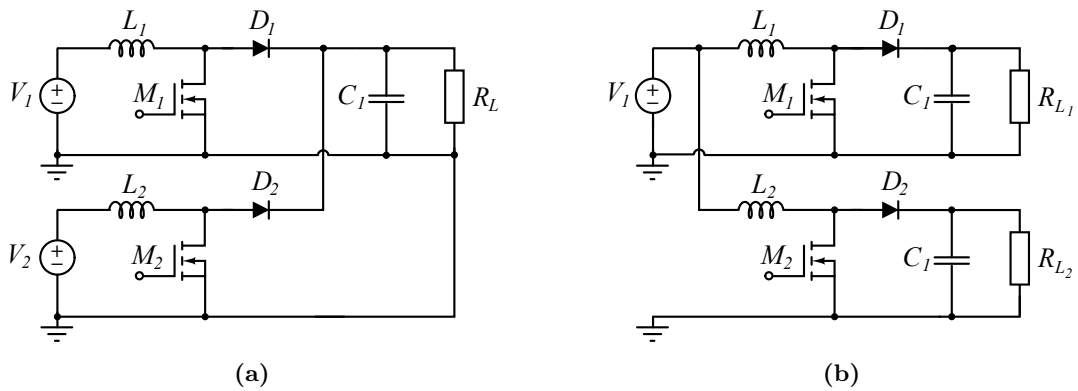 L1 D1
V1 + − M1 C1 RL
L2 D2
V2 + − M2
(a)
L1 D1
V1 + − M1 C1 RL1
L2 D2
M2 C1 RL2
(b)